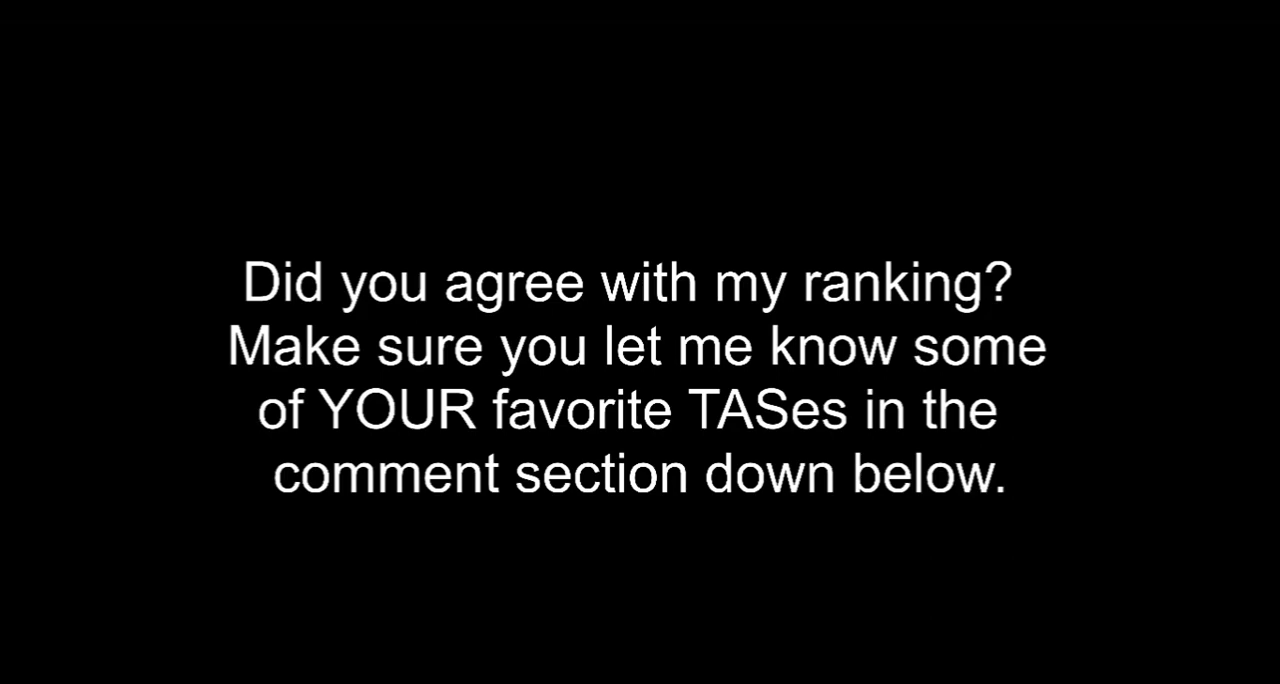 Did you agree with my ranking?
Make sure you let me know some
of YOUR favorite TASes in the
comment section down below.